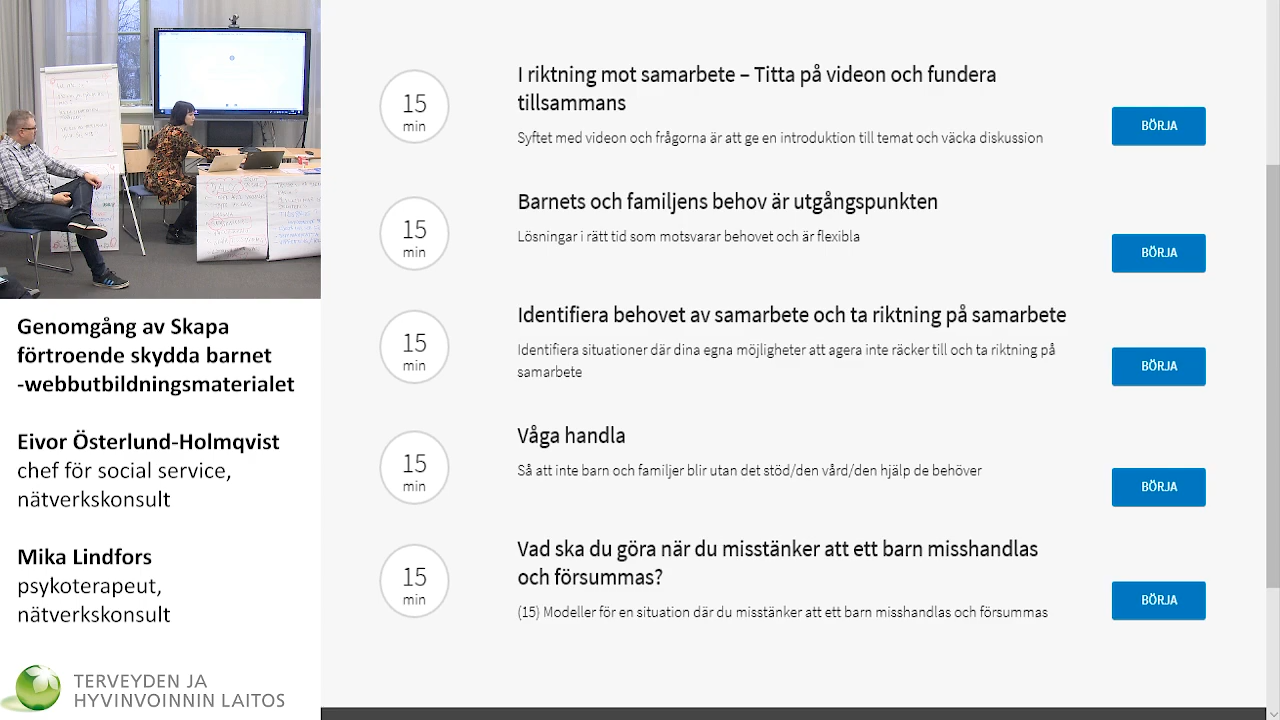 Genomgång av Skapa
förtroende skydda barnet
-webbutbildningsmaterialet
Eivor Österlund-Holmqvist
chef för social service,
nätverkskonsult
Mika Lindfors
psykoterapeut,
nätverkskonsult
TERVEYDEN JA
HYVINVOINNIN LAITOS
15
min
I riktning mot samarbete – Titta på videon och fundera
tillsammans
Syftet med videon och frågorna är att ge en introduktion till temat och väcka diskussion
BÖRJA
15
min
Barnets och familjens behov är utgångspunkten
Lösningar i rätt tid som motsvarar behovet och är flexibla
BÖRJA
15
min
Identifiera behovet av samarbete och ta riktning på samarbete
Identifiera situationer där dina egna möjligheter att agera inte räcker till och ta riktning på
samarbete
BÖRJA
15
min
Våga handla
Så att inte barn och familjer blir utan det stöd/den vård/den hjälp de behöver
BÖRJA
15
min
Vad ska du göra när du misstänker att ett barn misshandlas
och försummas?
(15) Modeller för en situation där du misstänker att ett barn misshandlas och försummas
BÖRJA